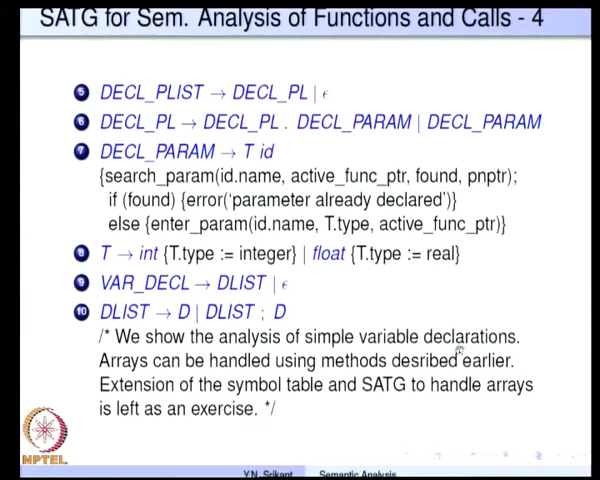 SATG for Sem. Analysis of Functions and Calls - 4
5 DECL_PLIST → DECL_PL | ϵ
6 DECL_PL → DECL_PL , DECL_PARAM | DECL_PARAM
7 DECL_PARAM → T id
{search_param(id.name, active_func_ptr, found, pnptr);
if (found) {error('parameter already declared')}
else {enter_param(id.name, T.type, active_func_ptr)}
8 T → int {T.type := integer} | float {T.type := real}
9 VAR_DECL → DLIST | ϵ
10 DLIST → D | DLIST ; D
/* We show the analysis of simple variable declarations.
Arrays can be handled using methods desribed earlier.
Extension of the symbol table and SATG to handle arrays
is left as an exercise. */
NPTEL
Y.N. Srikant Semantic Analysis